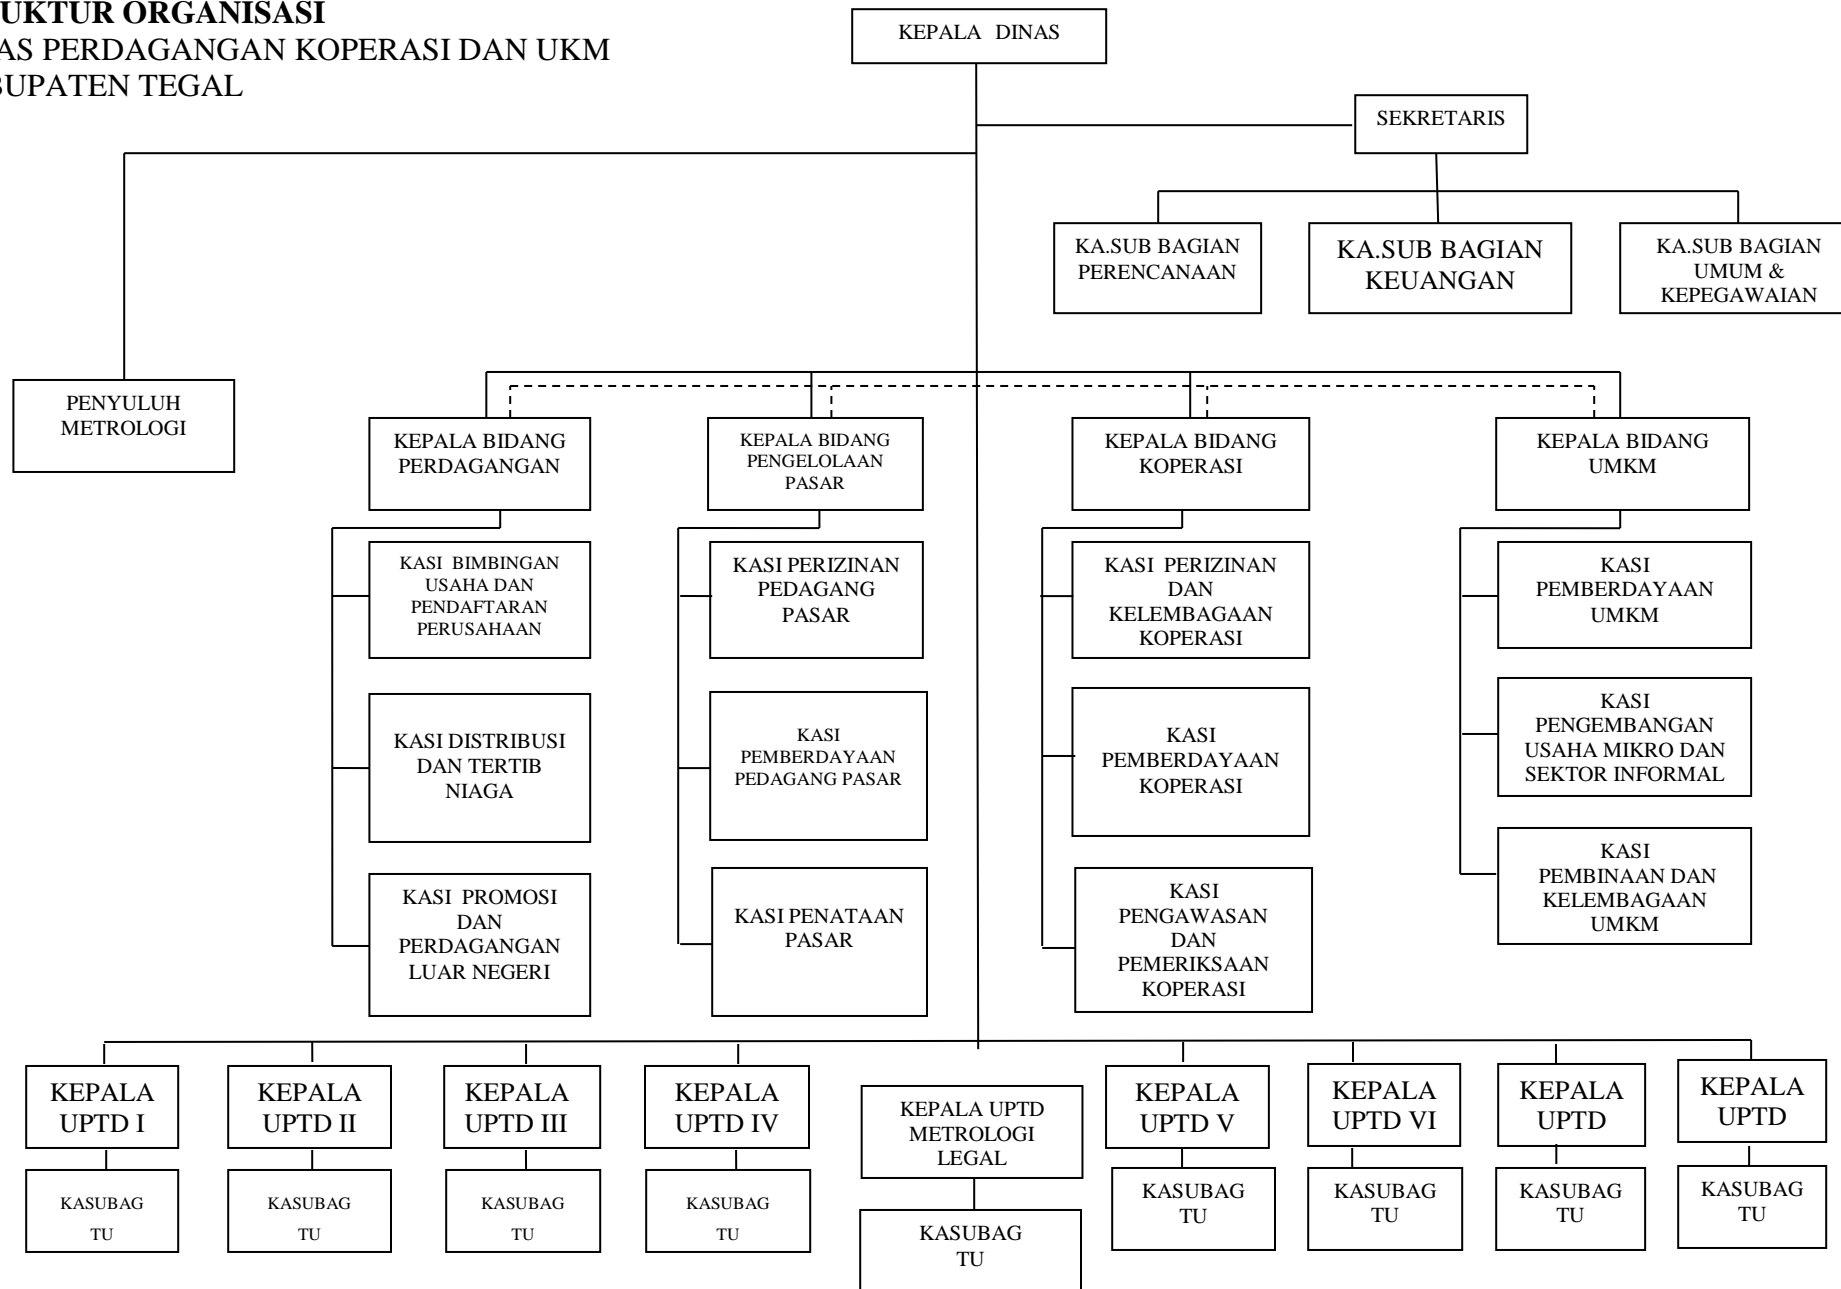 UKTUR ORGANISASI
AS PERDAGANGAN KOPERASI DAN UKM
BUPATEN TEGAL
KEPALA DINAS
SEKRETARIS
KA.SUB BAGIAN
PERENCANAAN
KA.SUB BAGIAN
KEUANGAN
KA.SUB BAGIAN
UMUM &
KEPEGAWAIAN
PENYULUH
METROLOGI
KEPALA BIDANG
PERDAGANGAN
KEPALA BIDANG
PENGELOLAAN
PASAR
KEPALA BIDANG
KOPERASI
KEPALA BIDANG
UMKM
KASI BIMBINGAN
USAHA DAN
PENDAFTARAN
PERUSAHAAN
KASI PERIZINAN
PEDAGANG
PASAR
KASI PERIZINAN
DAN
KELEMBAGAAN
KOPERASI
KASI
PEMBERDAYAAN
UMKM
KASI DISTRIBUSI
DAN TERTIB
NIAGA
KASI
PEMBERDAYAAN
PEDAGANG PASAR
KASI
PEMBERDAYAAN
KOPERASI
KASI
PENGEMBANGAN
USAHA MIKRO DAN
SEKTOR INFORMAL
KASI PROMOSI
DAN
PERDAGANGAN
LUAR NEGERI
KASI PENATAAN
PASAR
KASI
PENGAWASAN
DAN
PEMERIKSAAN
KOPERASI
KASI
PEMBINAAN DAN
KELEMBAGAAN
UMKM
KEPALA
UPTD I
KEPALA
UPTD II
KEPALA
UPTD III
KEPALA
UPTD IV
KEPALA UPTD
METROLOGI
LEGAL
KEPALA
UPTD V
KEPALA
UPTD VI
KEPALA
UPTD
KEPALA
UPTD
KASUBAG
TU
KASUBAG
TU
KASUBAG
TU
KASUBAG
TU
KASUBAG
TU
KASUBAG
TU
KASUBAG
TU
KASUBAG
TU
KASUBAG
TU